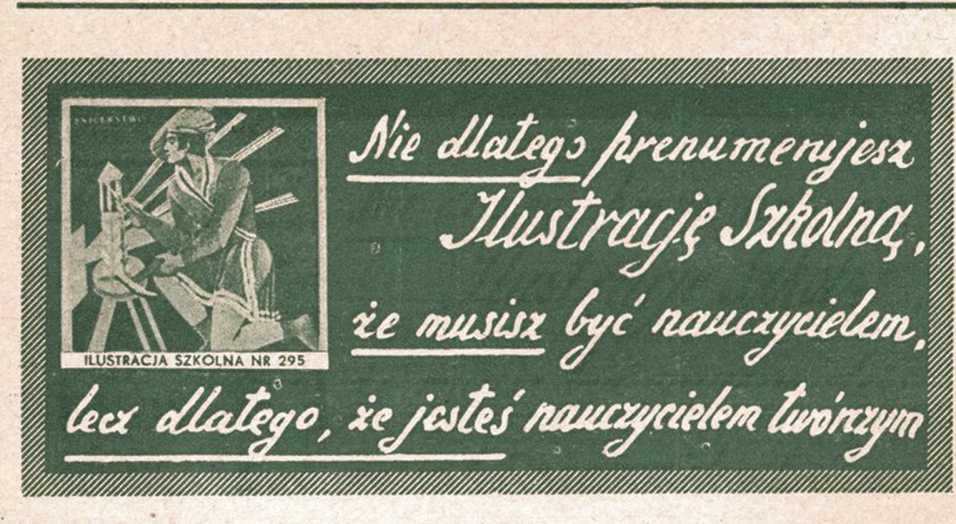 SNYCERSTWO
Nie dlatego prenumerujesz
Ilustrację Szkolną,
że musisz być nauczycielem,
ILUSTRACJA SZKOLNA NR 295
lecz dlatego, że jesteś nauczycielem twórczym